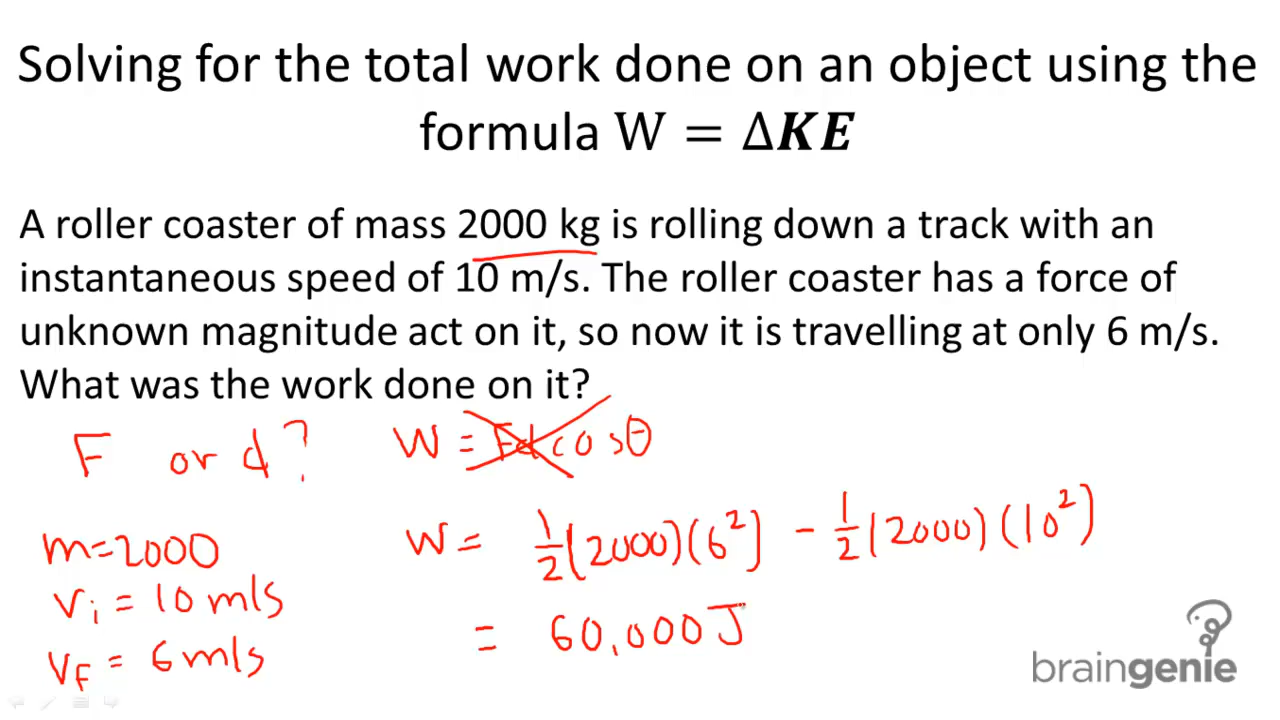 Solving for the total work done on an object using the
formula W = Δ𝑲𝑬
A roller coaster of mass 2000 kg is rolling down a track with an
instantaneous speed of 10 m/s. The roller coaster has a force of
unknown magnitude act on it, so now it is travelling at only 6 m/s.
What was the work done on it?
F or d?
W = Fd cosθ
m=2000
W = 1/2(2000)(6²) - 1/2(2000)(10²)
vi = 10 m/s
= 60,000 J
vF = 6 m/s
braingenie